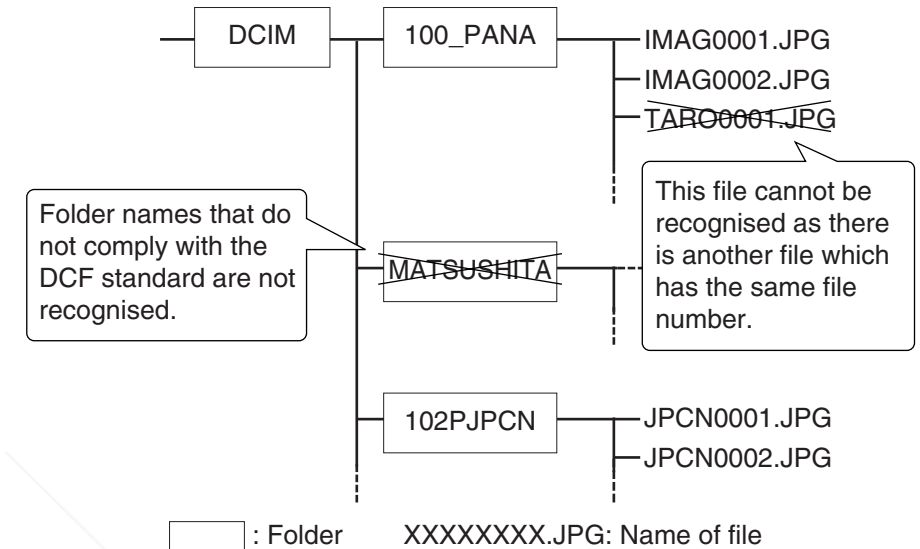 DCIM
100_PANA
IMAG0001.JPG
IMAG0002.JPG
TARO0001.JPG
This file cannot be
recognised as there
is another file which
has the same file
number.
Folder names that do
not comply with the
DCF standard are not
recognised.
MATSUSHITA
102PJPCN
JPCN0001.JPG
JPCN0002.JPG
: Folder
XXXXXXXX.JPG: Name of file